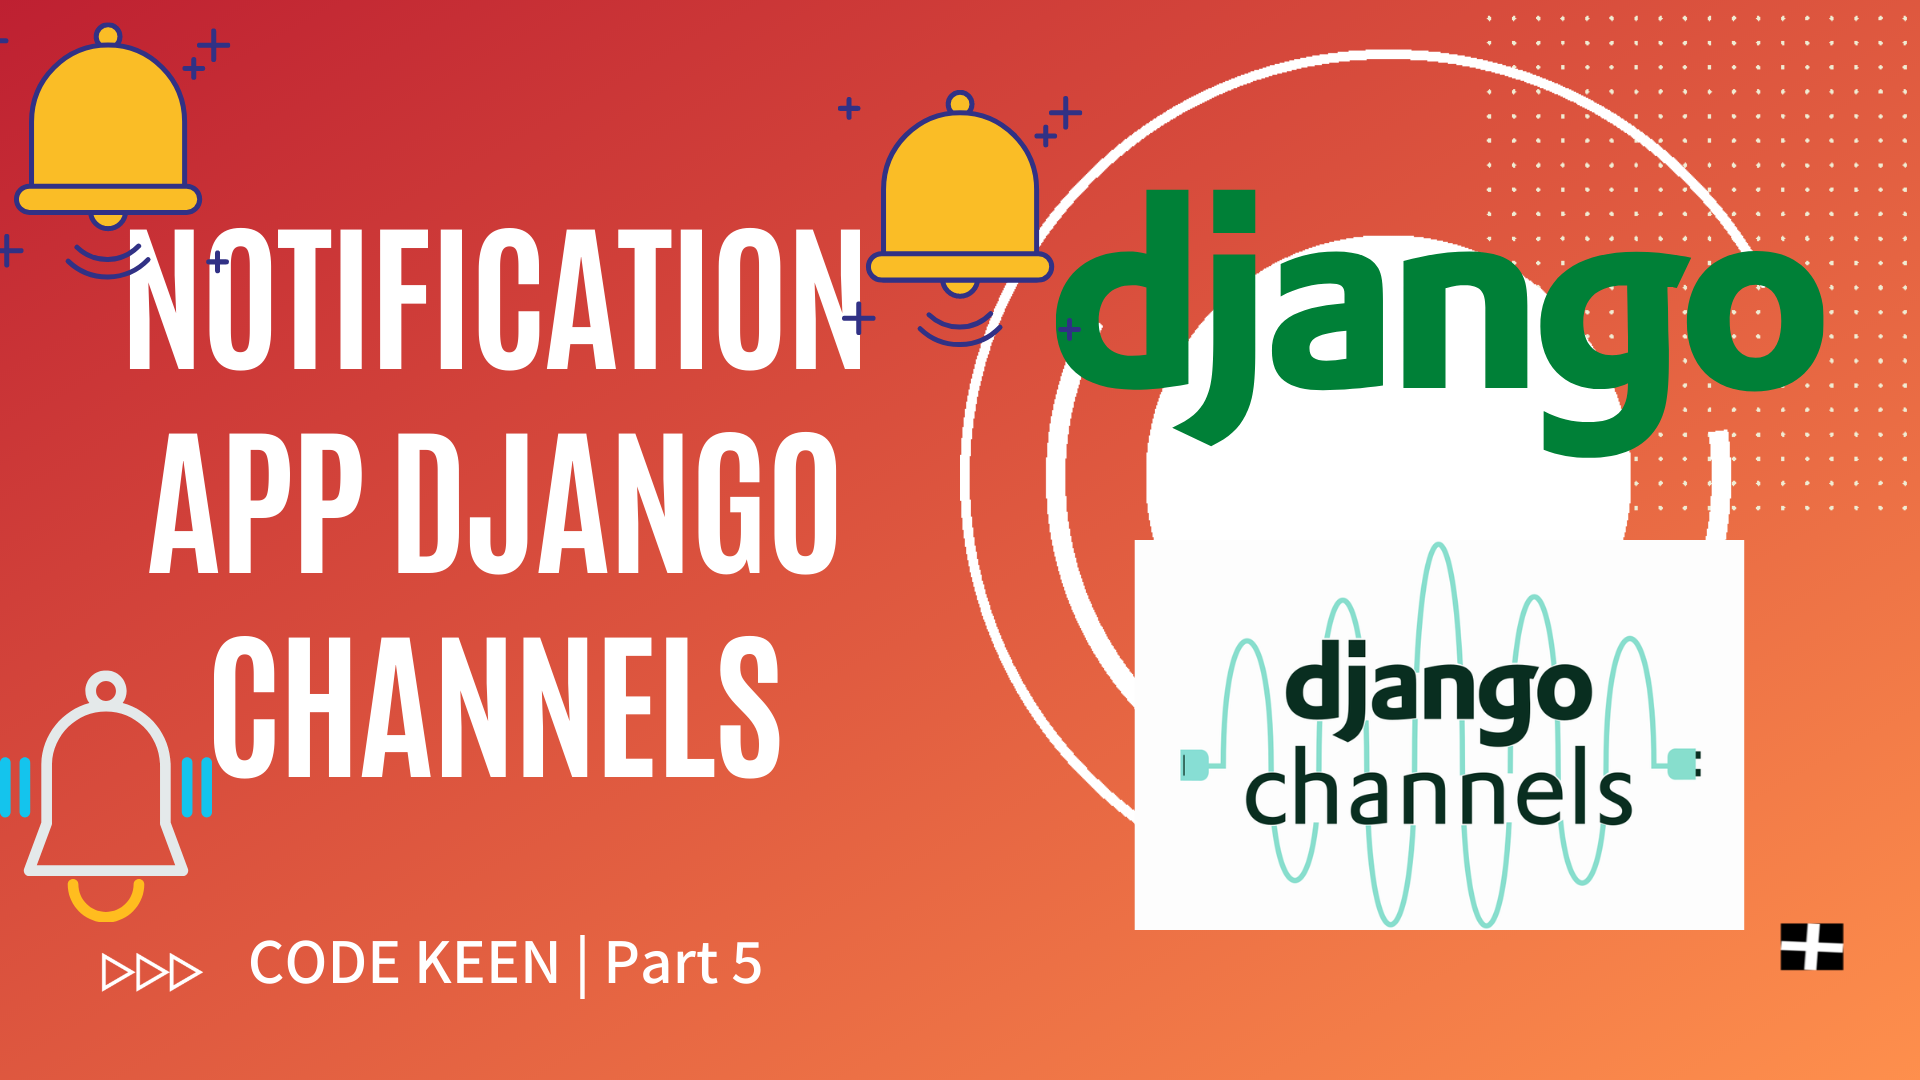 NOTIFICATION
APP DJANGO
CHANNELS
CODE KEEN | Part 5
django
django
channels